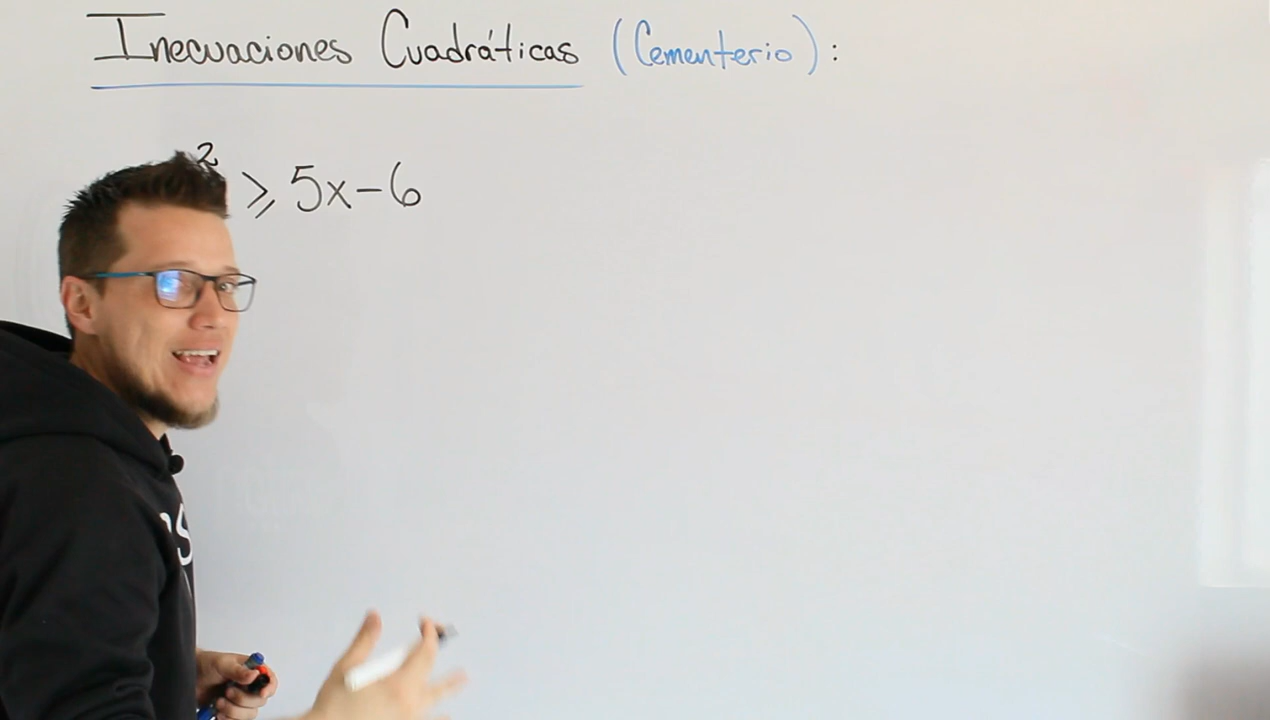 Inecuaciones Cuadráticas (Cementerio):
² ⩾ 5x-6